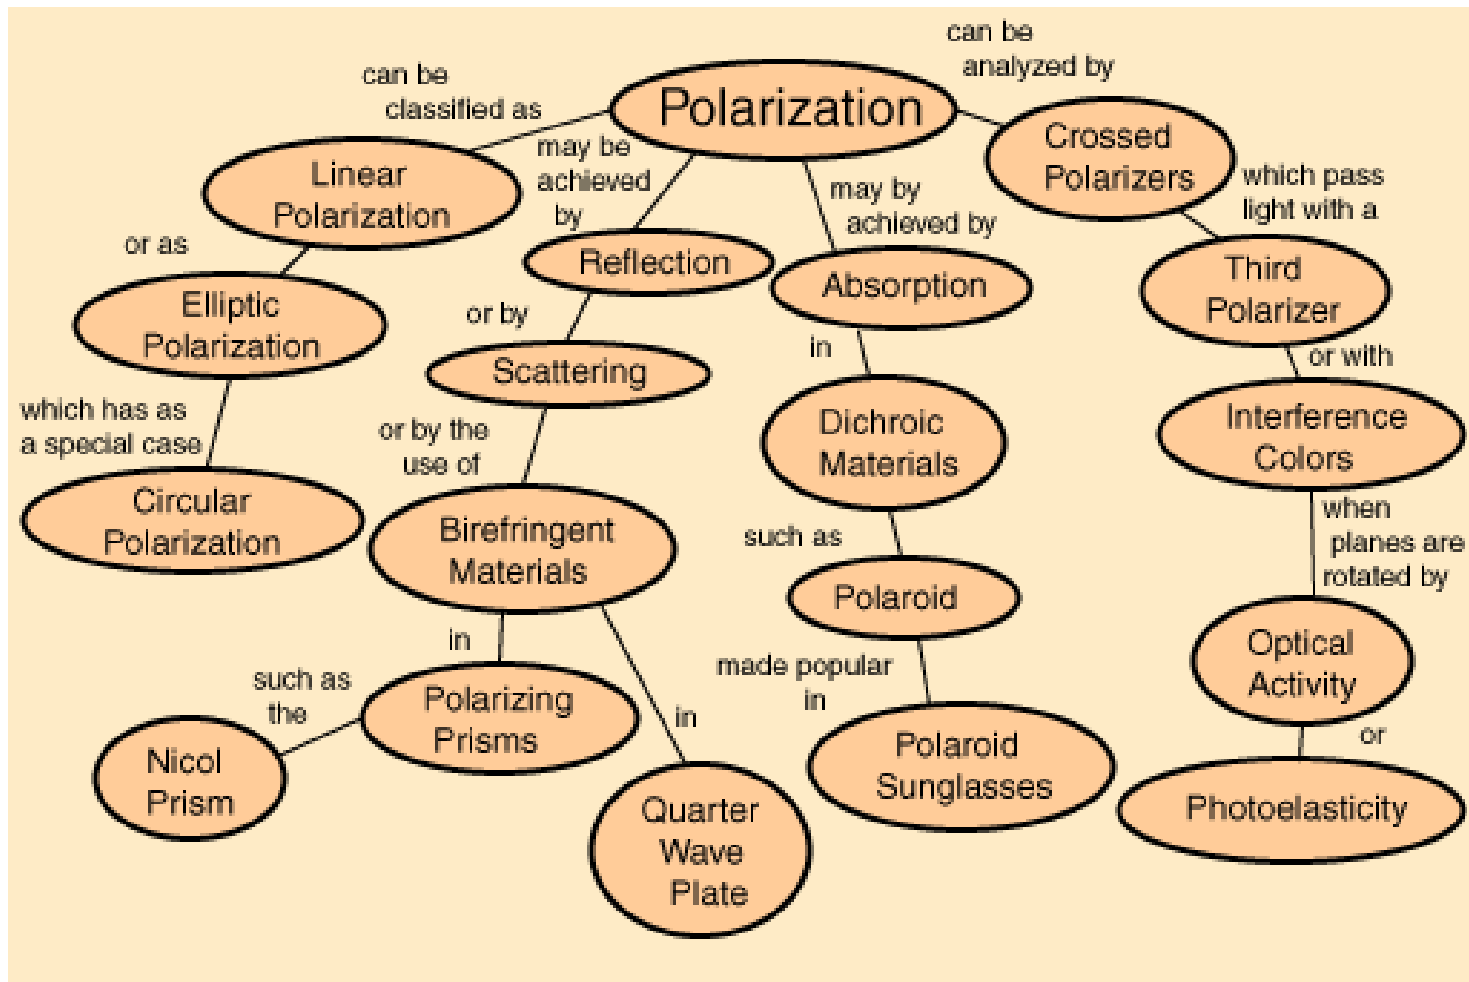 can be
analyzed by
can be
classified as
Polarization
Crossed
Polarizers
may be
achieved
by
may by
achieved by
which pass
light with a
Linear
Polarization
or as
Reflection
Absorption
Third
Polarizer
Elliptic
Polarization
or by
in
or with
Scattering
which has as
a special case
or by the
use of
Dichroic
Materials
Interference
Colors
Circular
Polarization
Birefringent
Materials
such as
when
planes are
rotated by
Polaroid
in
made popular
in
Optical
Activity
such as
the
Polarizing
Prisms
in
Nicol
Prism
Polaroid
Sunglasses
or
Quarter
Wave
Plate
Photoelasticity